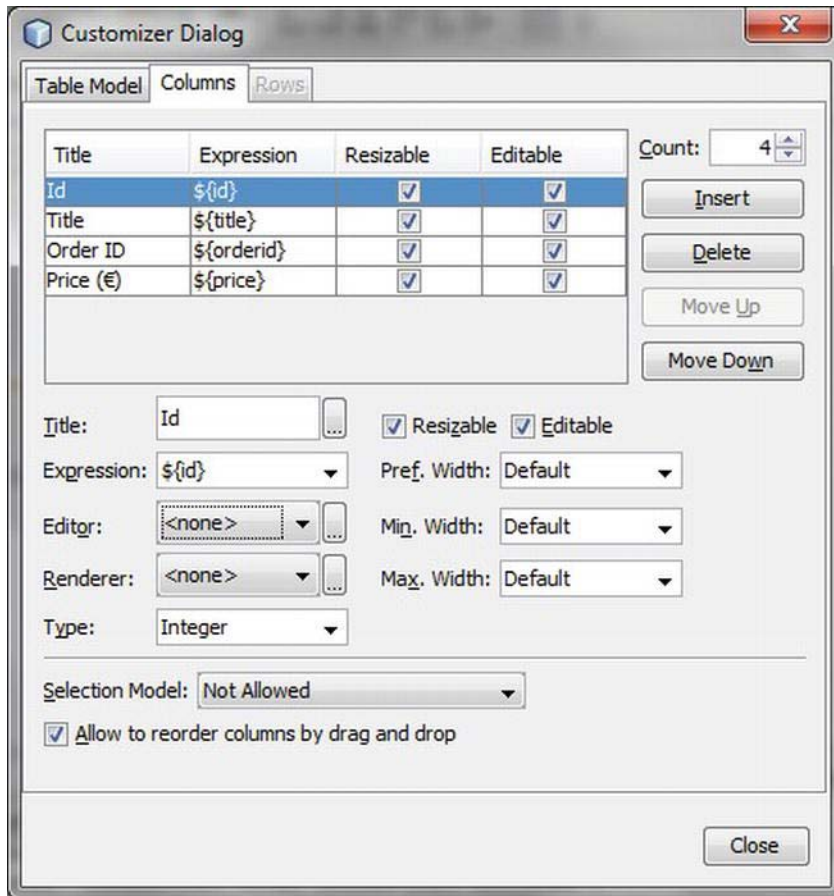 Customizer Dialog
Table Model Columns Rows
Title Expression Resizable Editable
Id ${id}
Title ${title}
Order ID ${orderid}
Price (€) ${price}
Count: 4
Insert
Delete
Move Up
Move Down
Title: Id ... Resizable Editable
Expression: ${id} Pref. Width: Default
Editor: <none> ... Min. Width: Default
Renderer: <none> ... Max. Width: Default
Type: Integer
Selection Model: Not Allowed
Allow to reorder columns by drag and drop
Close